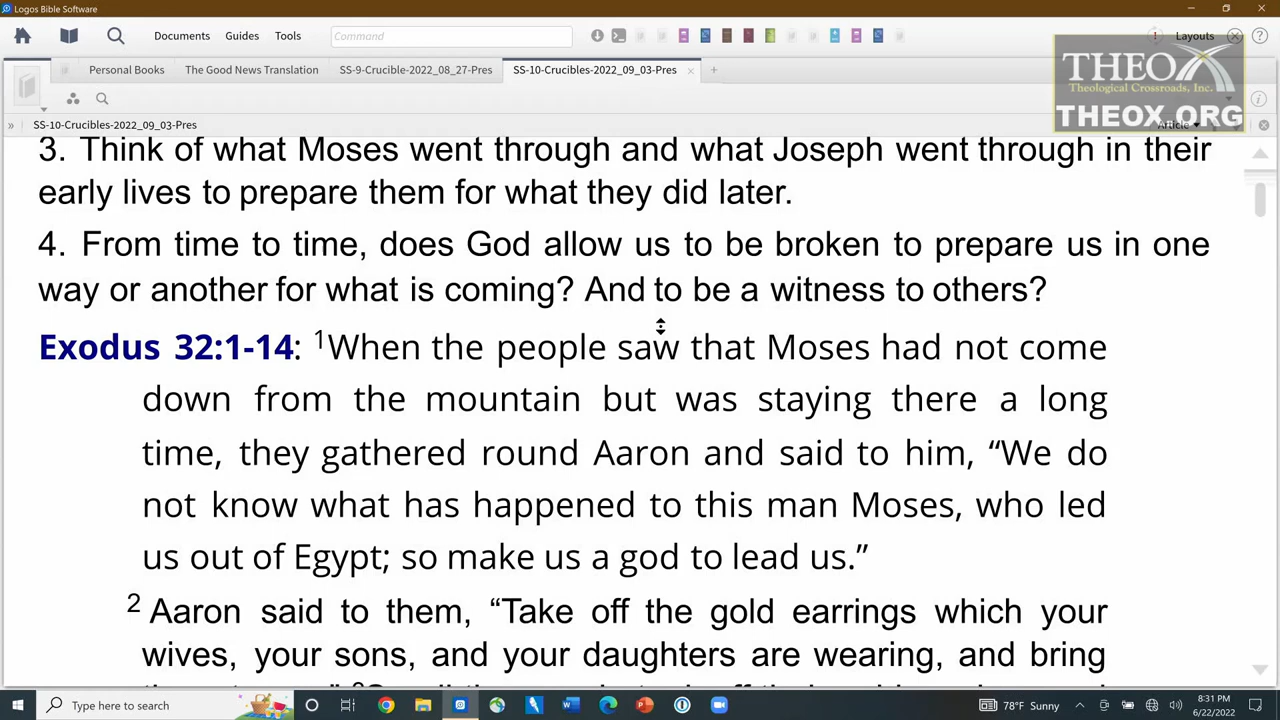 Logos Bible Software
Documents Guides Tools Command Layouts
Personal Books The Good News Translation SS-9-Crucibles-2022_08_27-Pres SS-10-Crucibles-2022_09_03-Pres
THEOX
Theological Crossroads, Inc.
THEOX.ORG
SS-10-Crucibles-2022_09_03-Pres Article
3. Think of what Moses went through and what Joseph went through in their
early lives to prepare them for what they did later.
4. From time to time, does God allow us to be broken to prepare us in one
way or another for what is coming? And to be a witness to others?
Exodus 32:1-14: 1When the people saw that Moses had not come
down from the mountain but was staying there a long
time, they gathered round Aaron and said to him, “We do
not know what has happened to this man Moses, who led
us out of Egypt; so make us a god to lead us.”
2 Aaron said to them, “Take off the gold earrings which your
wives, your sons, and your daughters are wearing, and bring
Type here to search 78°F Sunny 8:31 PM
6/22/2022